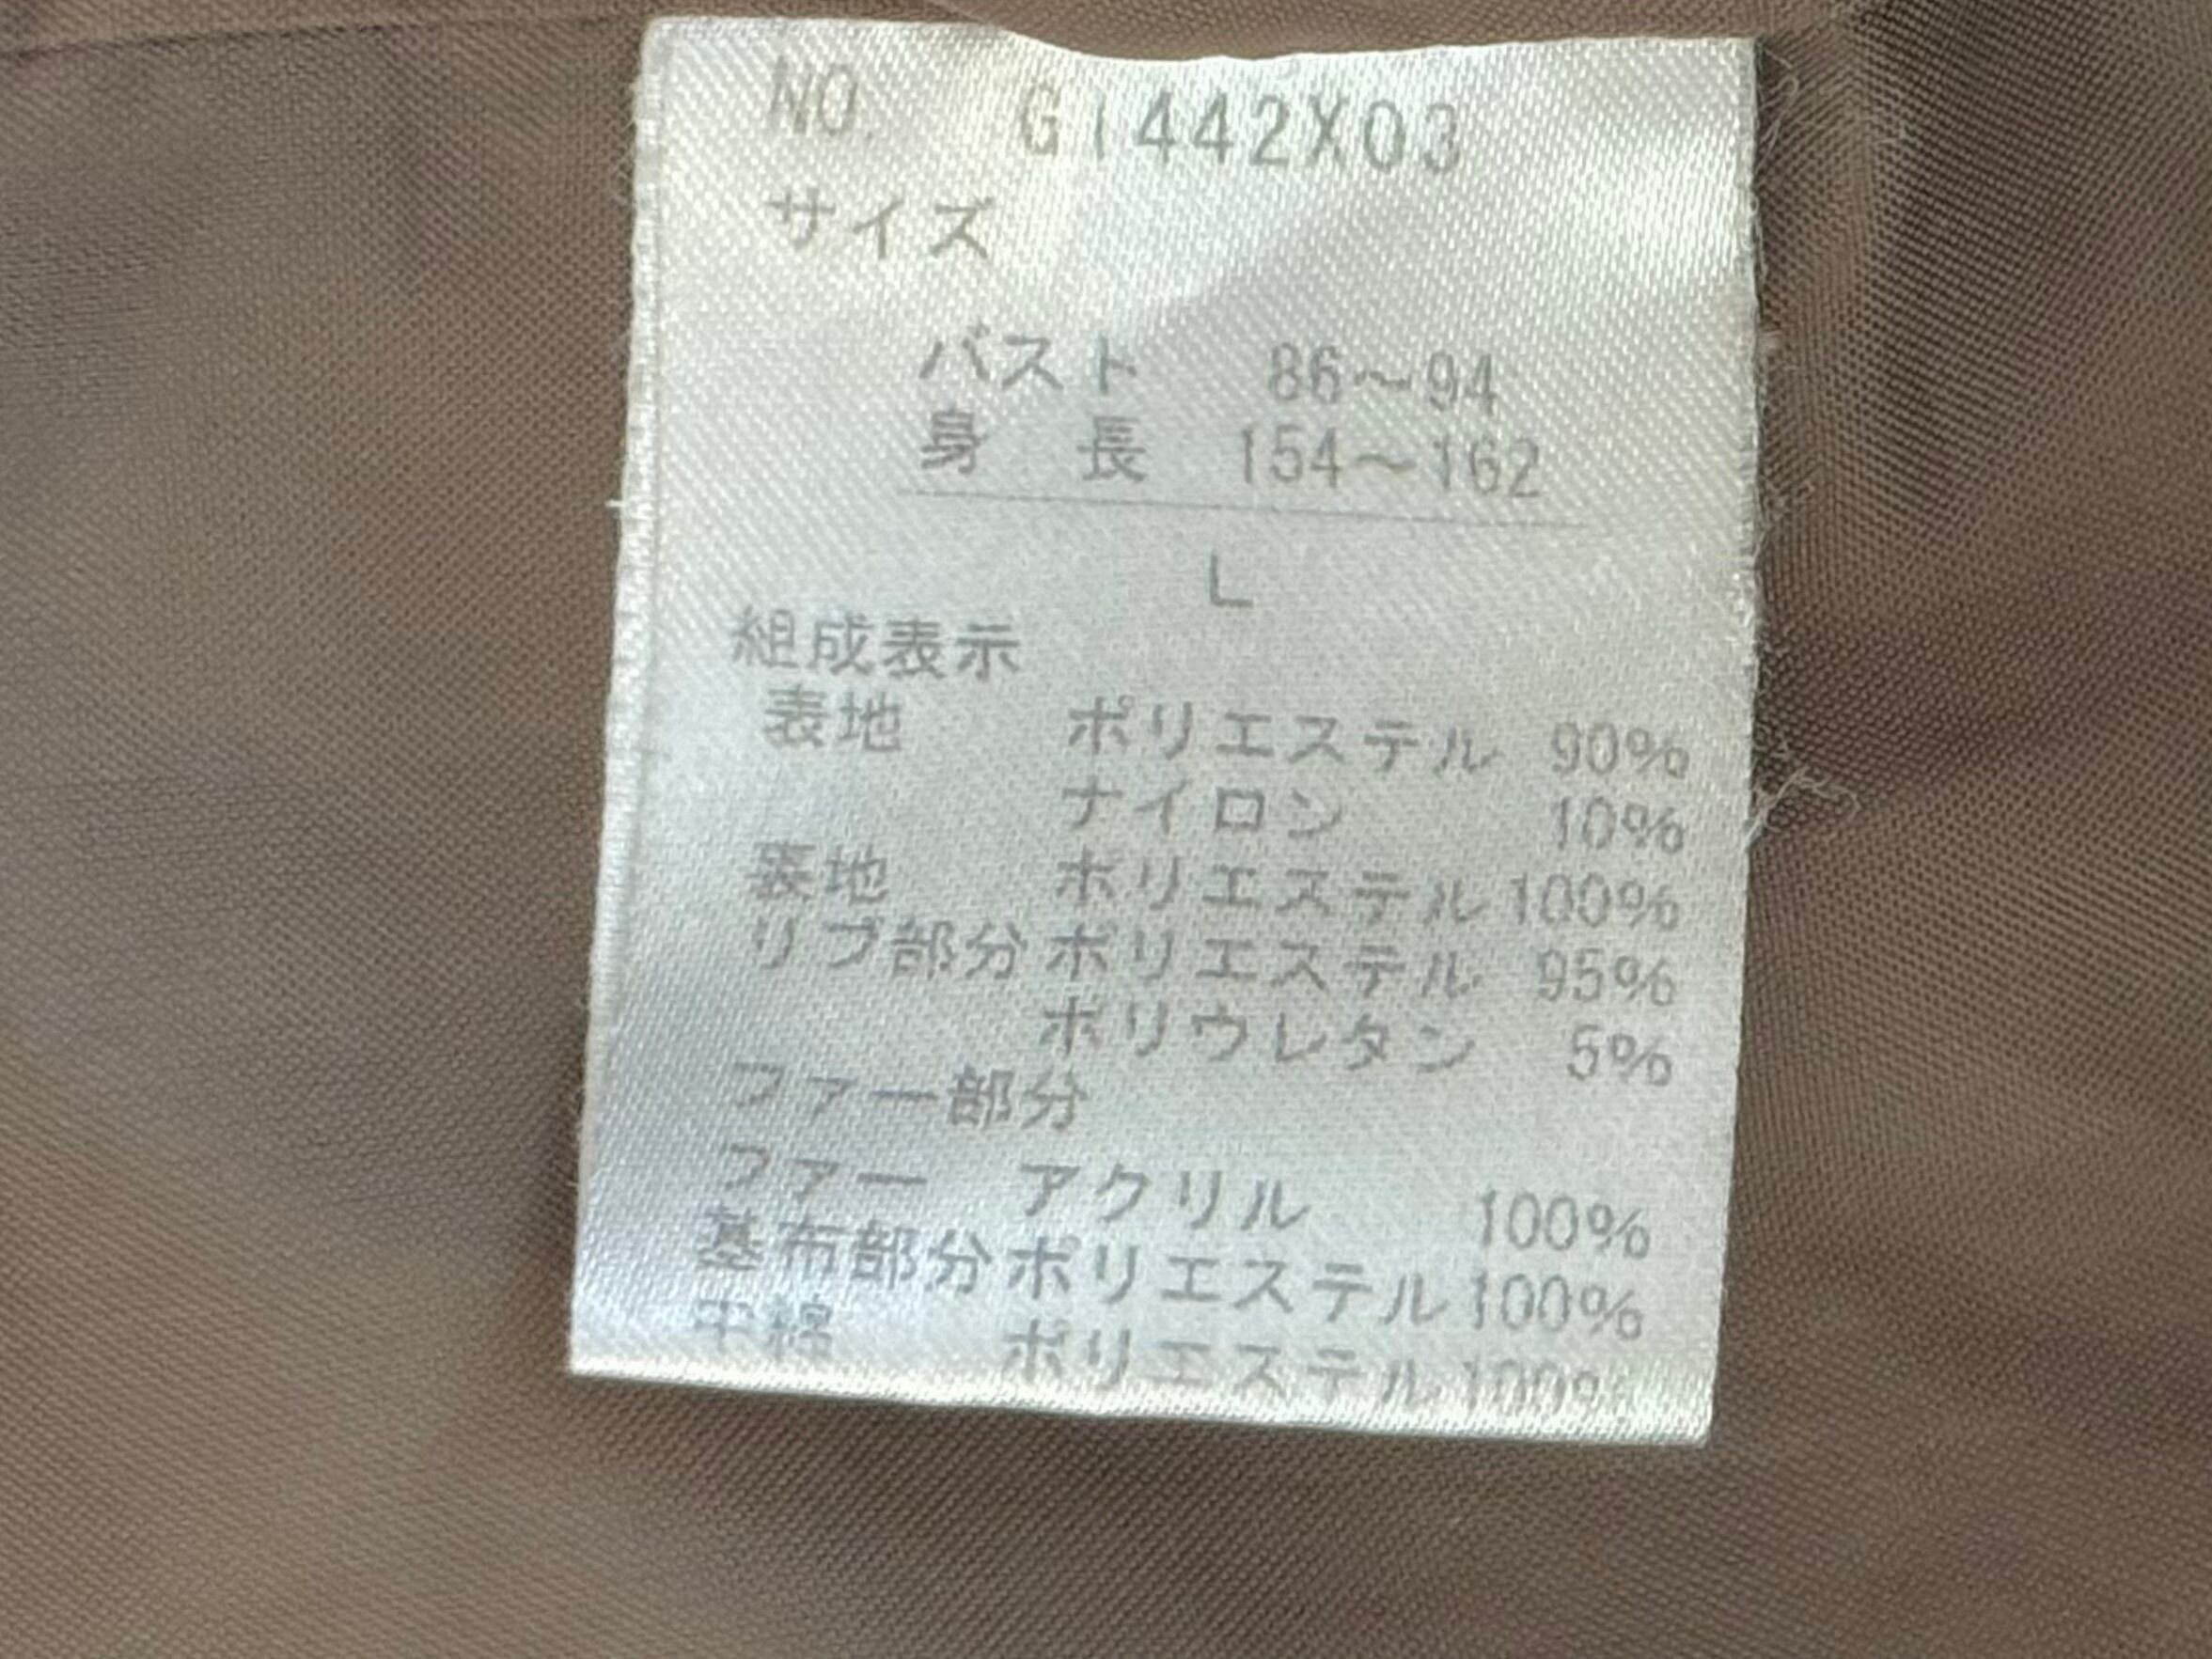 NO. G1442X03
サイズ
バスト 86〜94
身 長 154〜162
L
組成表示
表地 ポリエステル 90%
ナイロン 10%
表地 ポリエステル 100%
リブ部分 ポリエステル 95%
ポリウレタン 5%
ファー部分
ファー アクリル 100%
基布部分 ポリエステル 100%
中綿 ポリエステル 100%